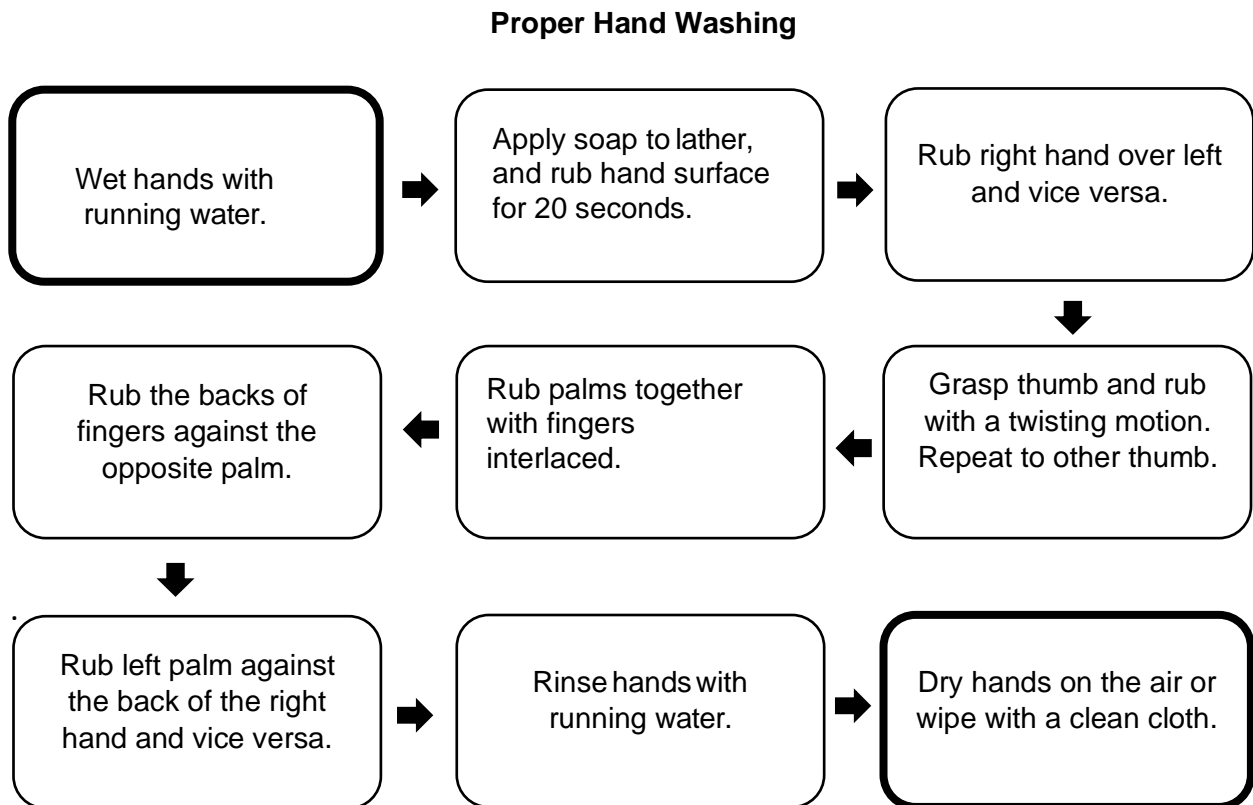 Proper Hand Washing
Wet hands with
running water.
Apply soap to lather,
and rub hand surface
for 20 seconds.
Rub right hand over left
and vice versa.
Grasp thumb and rub
with a twisting motion.
Repeat to other thumb.
Rub palms together
with fingers
interlaced.
Rub the backs of
fingers against the
opposite palm.
.
Rub left palm against
the back of the right
hand and vice versa.
Rinse hands with
running water.
Dry hands on the air or
wipe with a clean cloth.